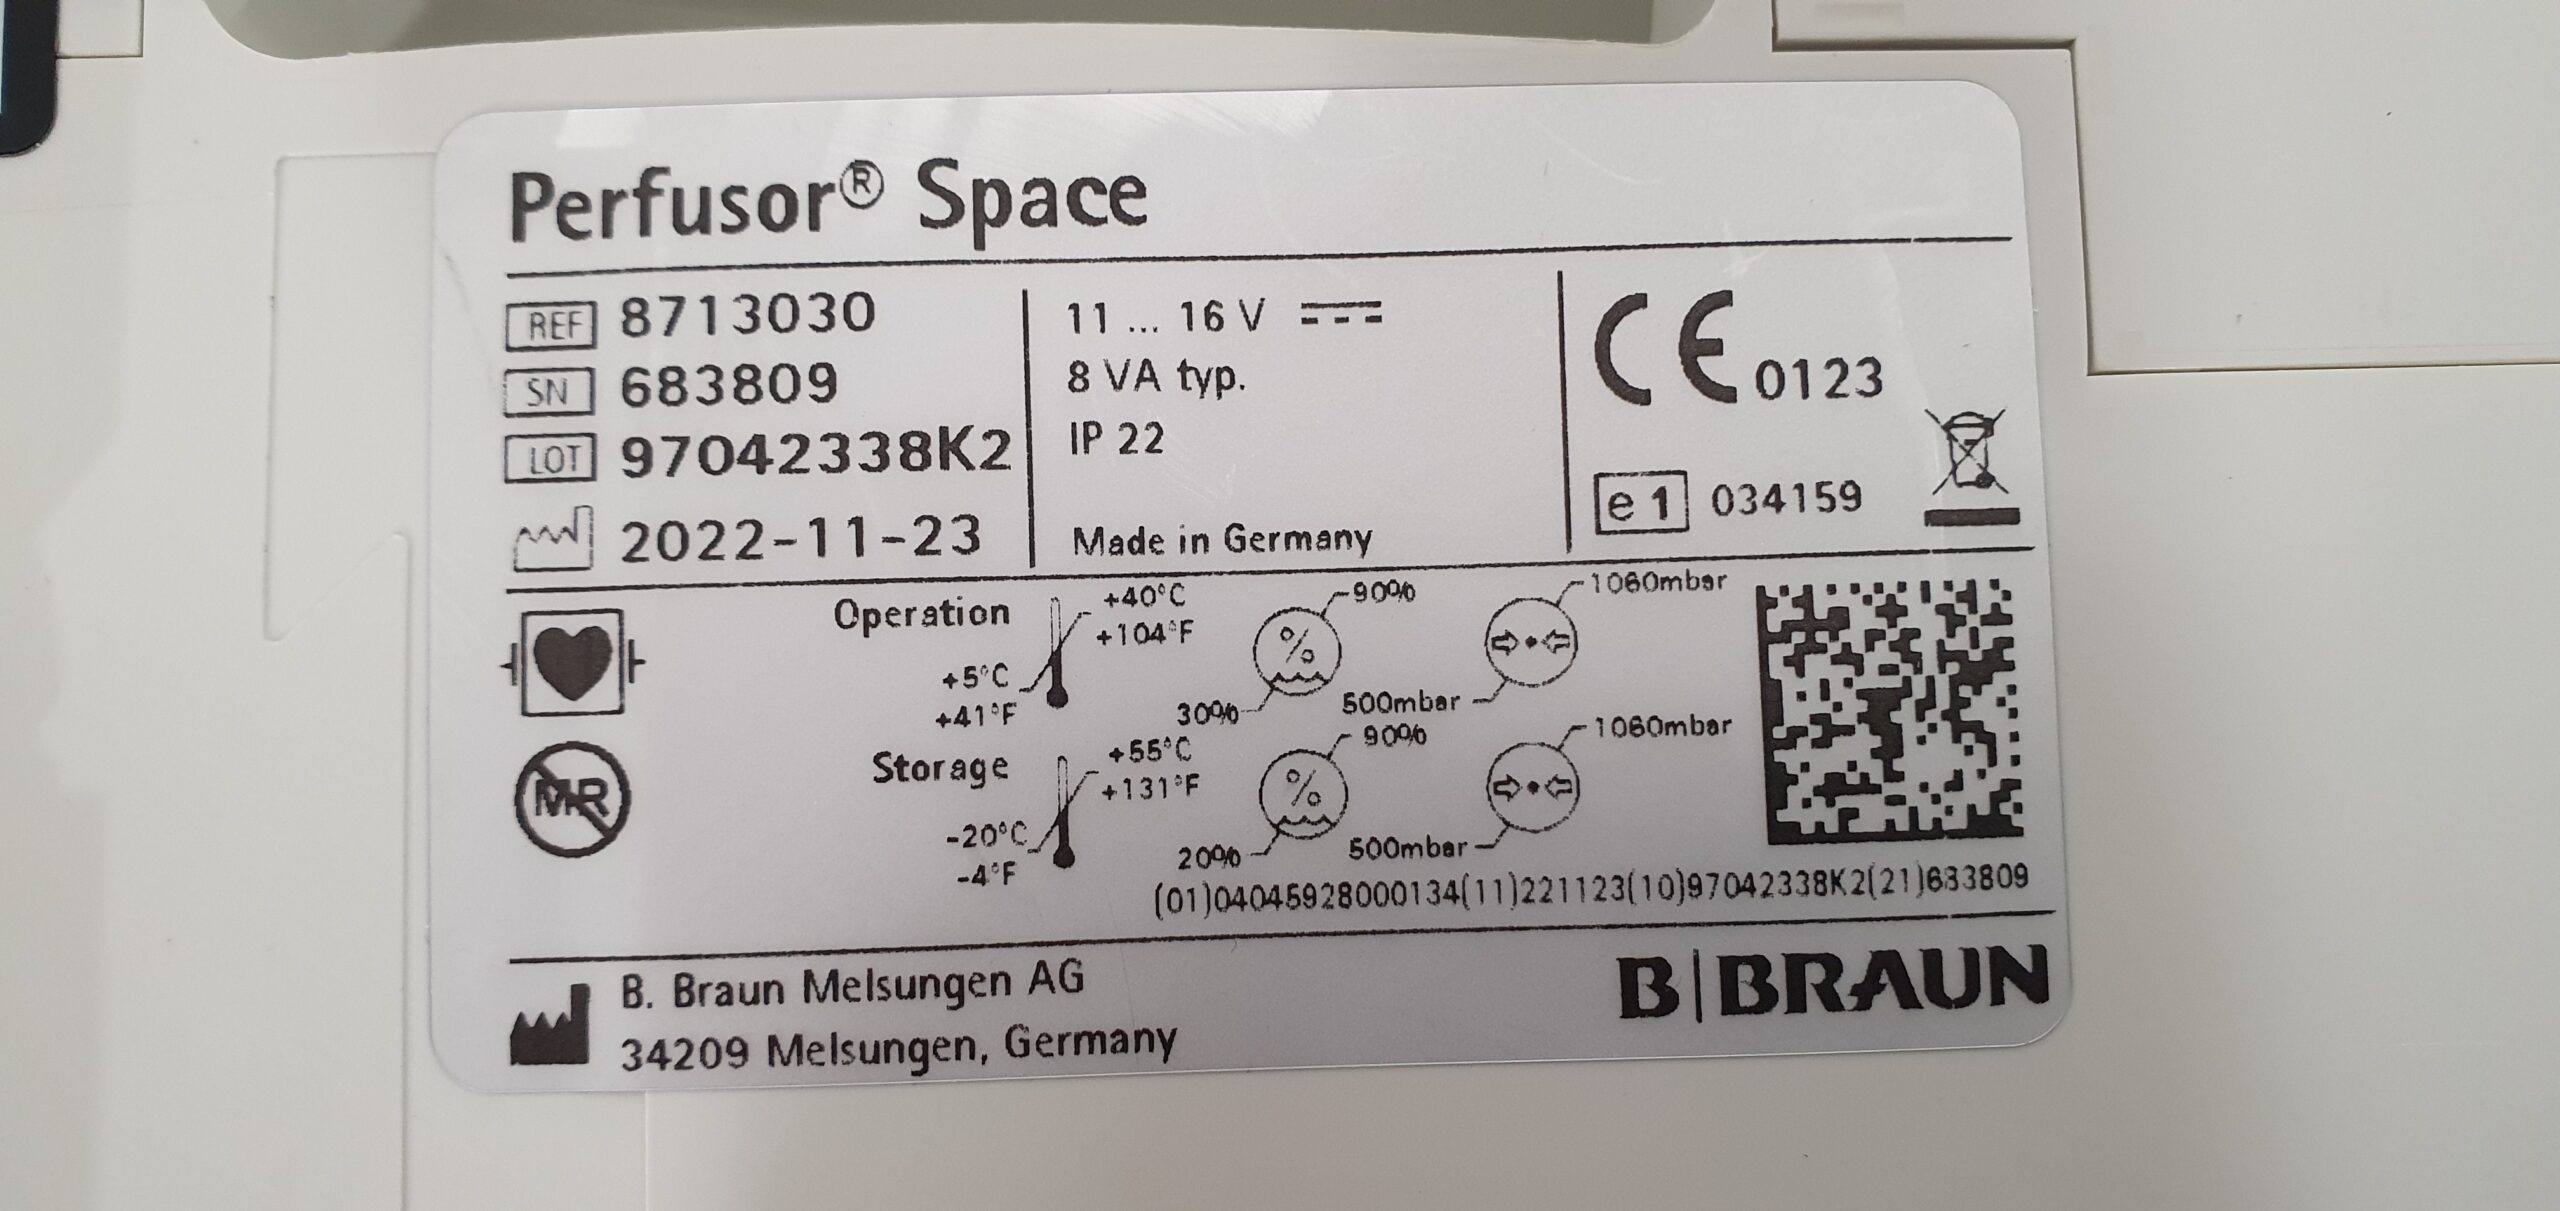 Perfusor® Space
REF 8713030
SN 683809
LOT 97042338K2
2022-11-23
11 ... 16 V
8 VA typ.
IP 22
Made in Germany
CE 0123
e1 034159
Operation
+40°C
+104°F
+5°C
+41°F
90%
%
30%
1060mbar
500mbar
MR
Storage
+55°C
+131°F
-20°C
-4°F
90%
%
20%
1060mbar
500mbar
(01)04045928000134(11)221123(10)97042338K2(21)683809
B. Braun Melsungen AG
34209 Melsungen, Germany
B|BRAUN